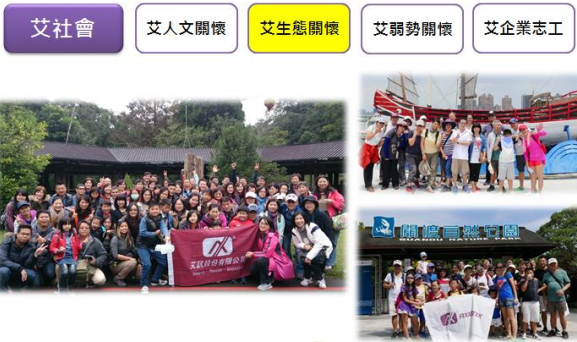 艾社會
艾人文關懷
艾生態關懷
艾弱勢關懷
艾企業志工
艾訊股份有限公司
關渡自然公園
GUANDU NATURE PARK